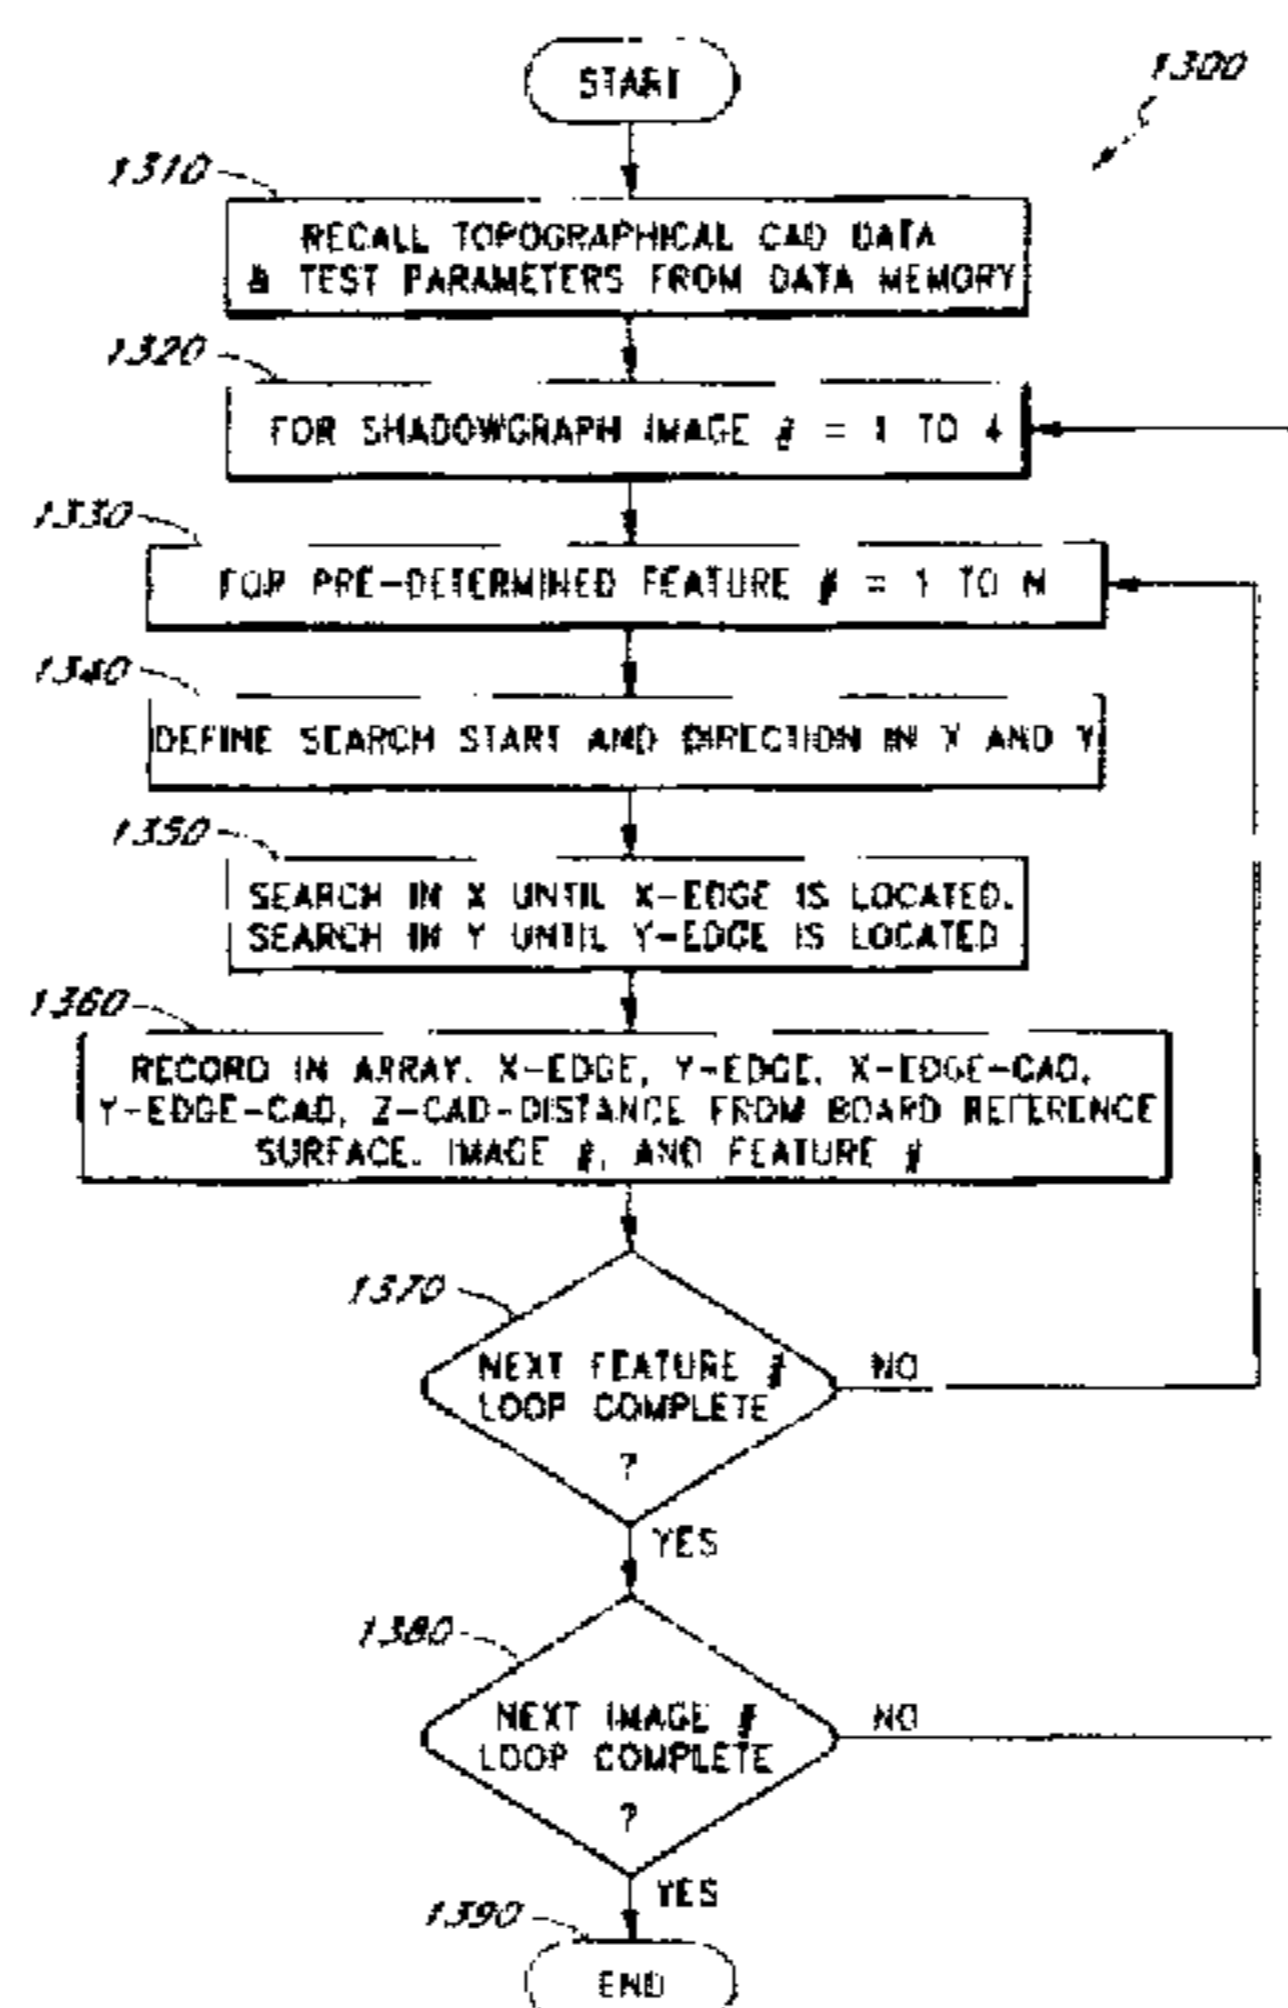 START
1300
1310
RECALL TOPOGRAPHICAL CAD DATA
& TEST PARAMETERS FROM DATA MEMORY
1320
FOR SHADOWGRAPH IMAGE # = 1 TO 4
1330
FOR PRE-DETERMINED FEATURE # = 1 TO N
1340
DEFINE SEARCH START AND DIRECTION IN X AND Y
1350
SEARCH IN X UNTIL X-EDGE IS LOCATED.
SEARCH IN Y UNTIL Y-EDGE IS LOCATED
1360
RECORD IN ARRAY, X-EDGE, Y-EDGE, X-EDGE-CAD,
Y-EDGE-CAD, Z-CAD-DISTANCE FROM BOARD REFERENCE
SURFACE, IMAGE #, AND FEATURE #
1370
NEXT FEATURE #
LOOP COMPLETE
?
NO
YES
1380
NEXT IMAGE #
LOOP COMPLETE
?
NO
YES
1390
END